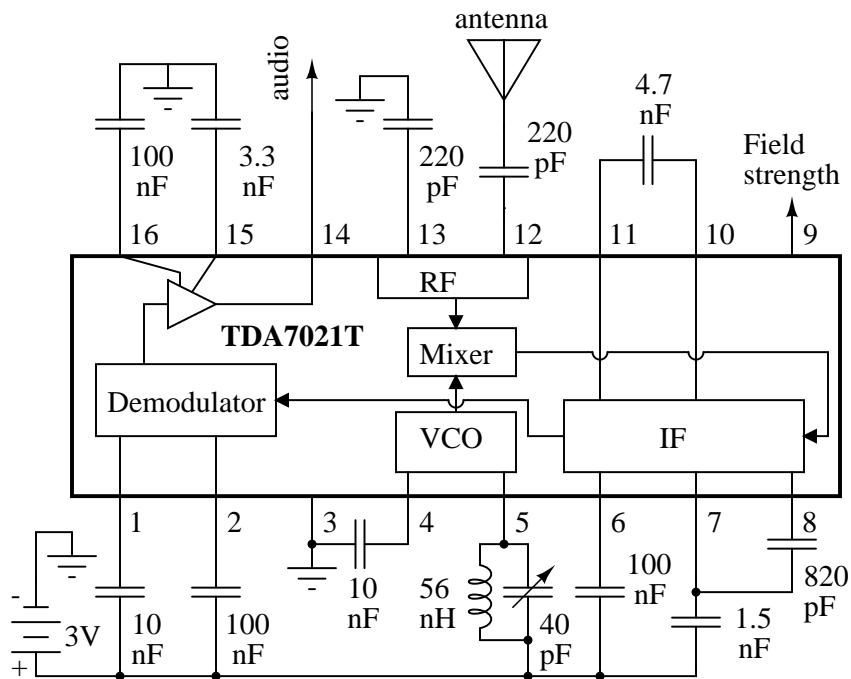 antenna
audio
4.7
nF
100
nF
3.3
nF
220
pF
220
pF
Field
strength
16
15
14
13
12
11
10
9
RF
TDA7021T
Mixer
Demodulator
VCO
IF
1
2
3
4
5
6
7
8
-
3V
+
10
nF
100
nF
10
nF
56
nH
40
pF
100
nF
1.5
nF
820
pF